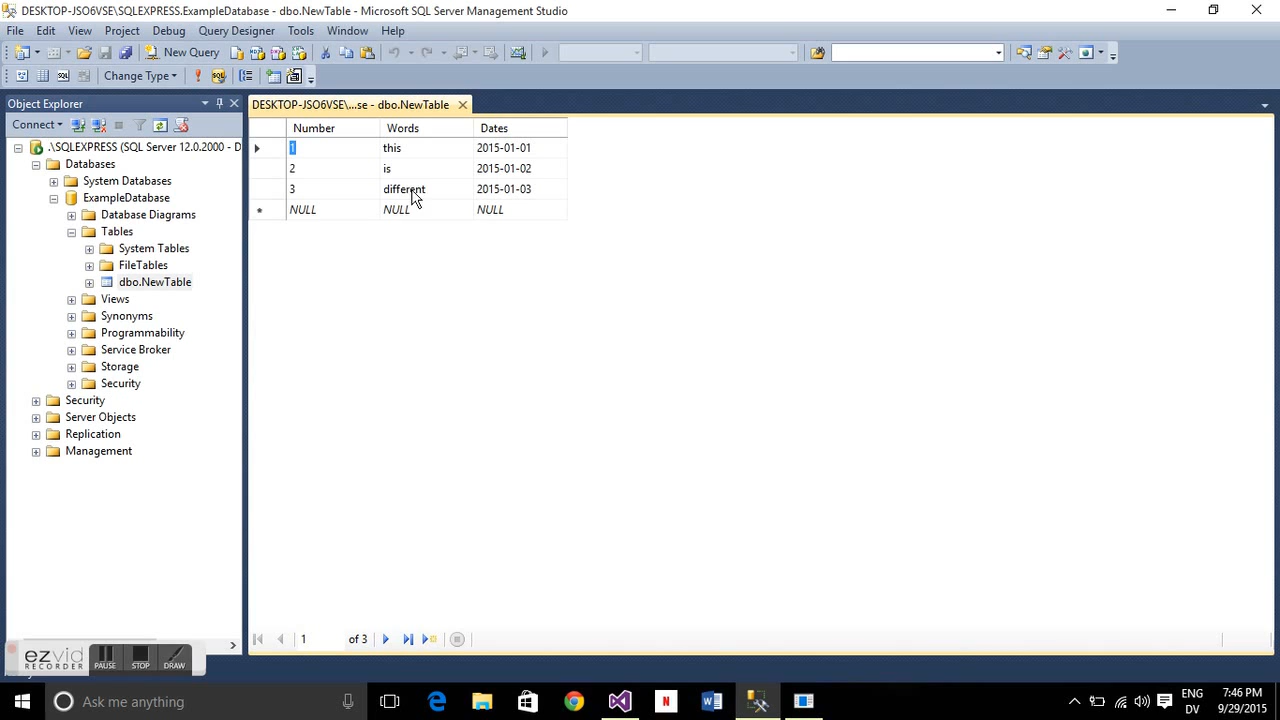 DESKTOP-JSO6VSE\SQLEXPRESS.ExampleDatabase - dbo.NewTable - Microsoft SQL Server Management Studio
File Edit View Project Debug Query Designer Tools Window Help
New Query
Change Type
Object Explorer
DESKTOP-JSO6VSE\...se - dbo.NewTable
Connect
.\SQLEXPRESS (SQL Server 12.0.2000 - D
Databases
System Databases
ExampleDatabase
Database Diagrams
Tables
System Tables
FileTables
dbo.NewTable
Views
Synonyms
Programmability
Service Broker
Storage
Security
Security
Server Objects
Replication
Management
Number Words Dates
1 this 2015-01-01
2 is 2015-01-02
3 different 2015-01-03
NULL NULL NULL
1 of 3
ezvid
RECORDER
PAUSE STOP DRAW
Ask me anything
ENG 7:46 PM
DV 9/29/2015